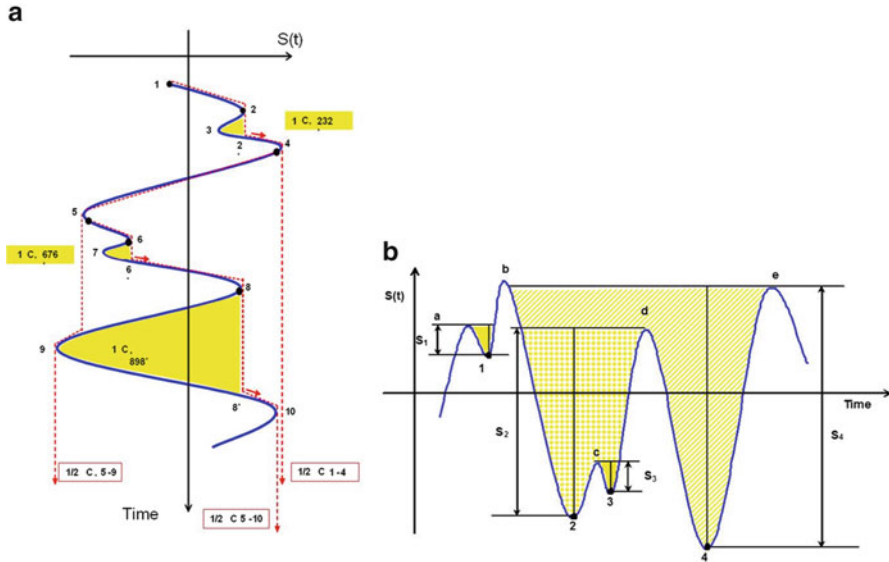 a
S(t)
1
2
3
2
4
1 C, 232
5
6
7
6
1 C, 676
8
9
1 C,
898´
8´
10
1/2 C, 5-9
1/2 C 1-4
Time
1/2 C 5-10
b
S(t)
a
b
c
d
e
S1
1
S2
2
S3
3
S4
4
Time